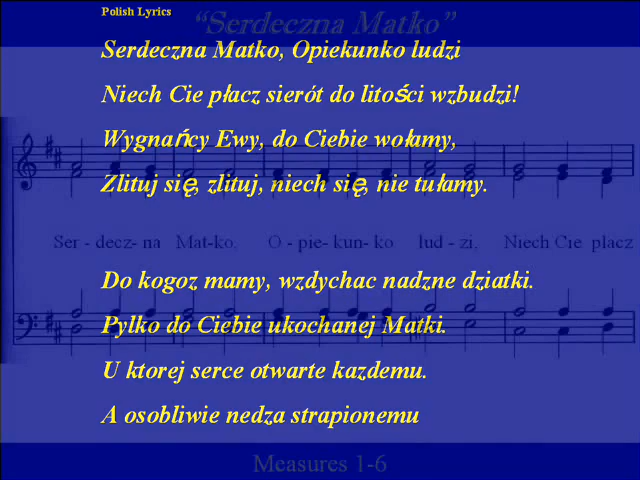 Polish Lyrics
“Serdeczna Matko”
Serdeczna Matko, Opiekunko ludzi
Niech Cie płacz sierót do litości wzbudzi!
Wygnańcy Ewy, do Ciebie wołamy,
Zlituj się, zlituj, niech się, nie tułamy.
Ser - decz- na Mat-ko, O - pie- kun- ko lud - zi, Niech Cie placz
Do kogoz mamy, wzdychac nadzne dziatki.
Pylko do Ciebie ukochanej Matki.
U ktorej serce otwarte kazdemu.
A osobliwie nedza strapionemu
Measures 1-6